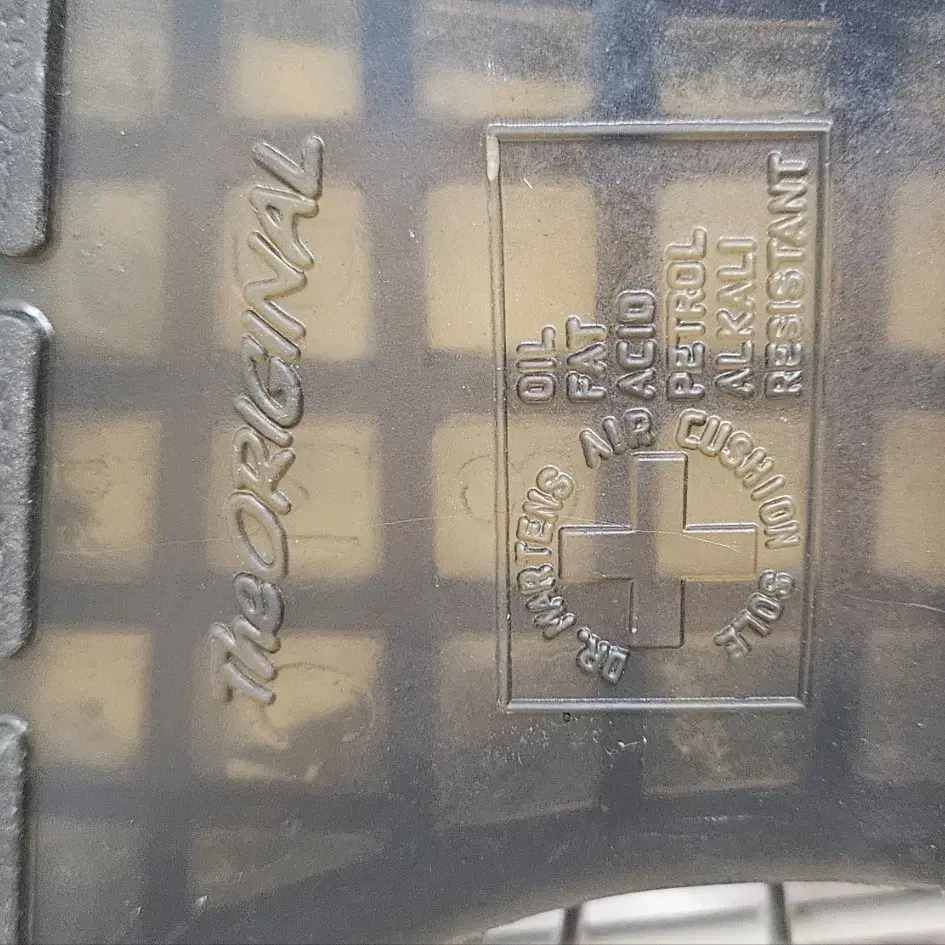 The ORIGINAL
DR. MARTENS AIR CUSHION SOLE
OIL
FAT
ACID
PETROL
ALKALI
RESISTANT